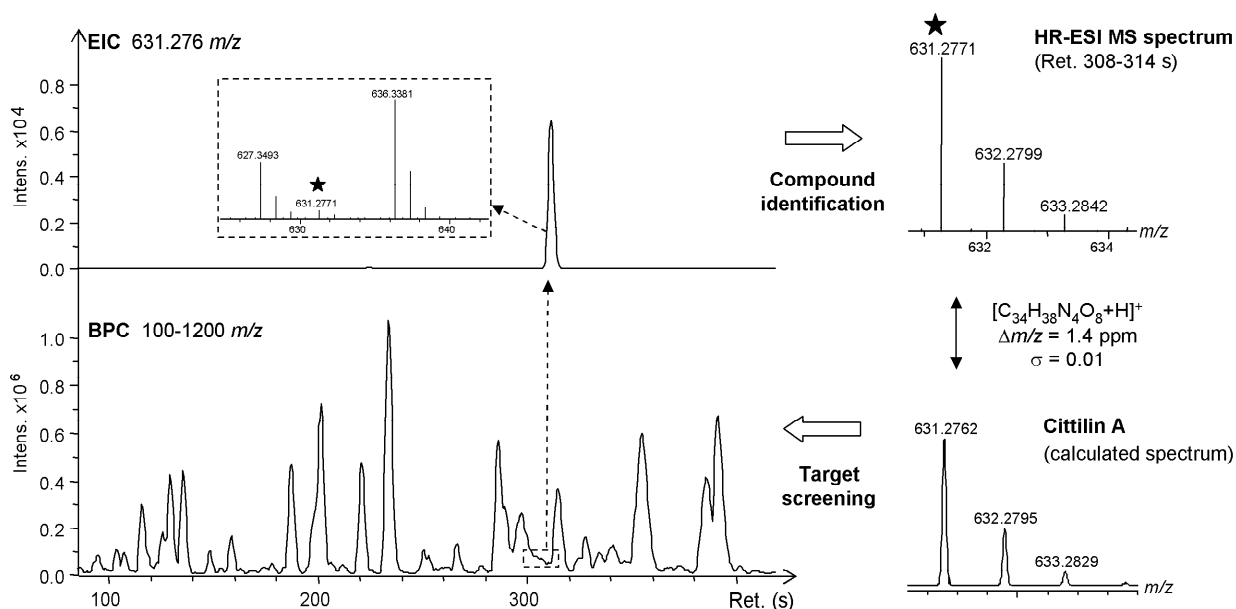 EIC 631.276 m/z
Intens. x104
0.8
0.6
0.4
0.2
0.0
627.3493
631.2771
636.3381
630
640
Compound
identification
631.2771
632.2799
633.2842
632
634
m/z
HR-ESI MS spectrum
(Ret. 308-314 s)
[C34H38N4O8+H]+
Δm/z = 1.4 ppm
σ = 0.01
BPC 100-1200 m/z
Intens. x10⁶
1.0
0.8
0.6
0.4
0.2
0.0
100
200
300
Ret. (s)
Target
screening
Cittilin A
(calculated spectrum)
631.2762
632.2795
633.2829
m/z